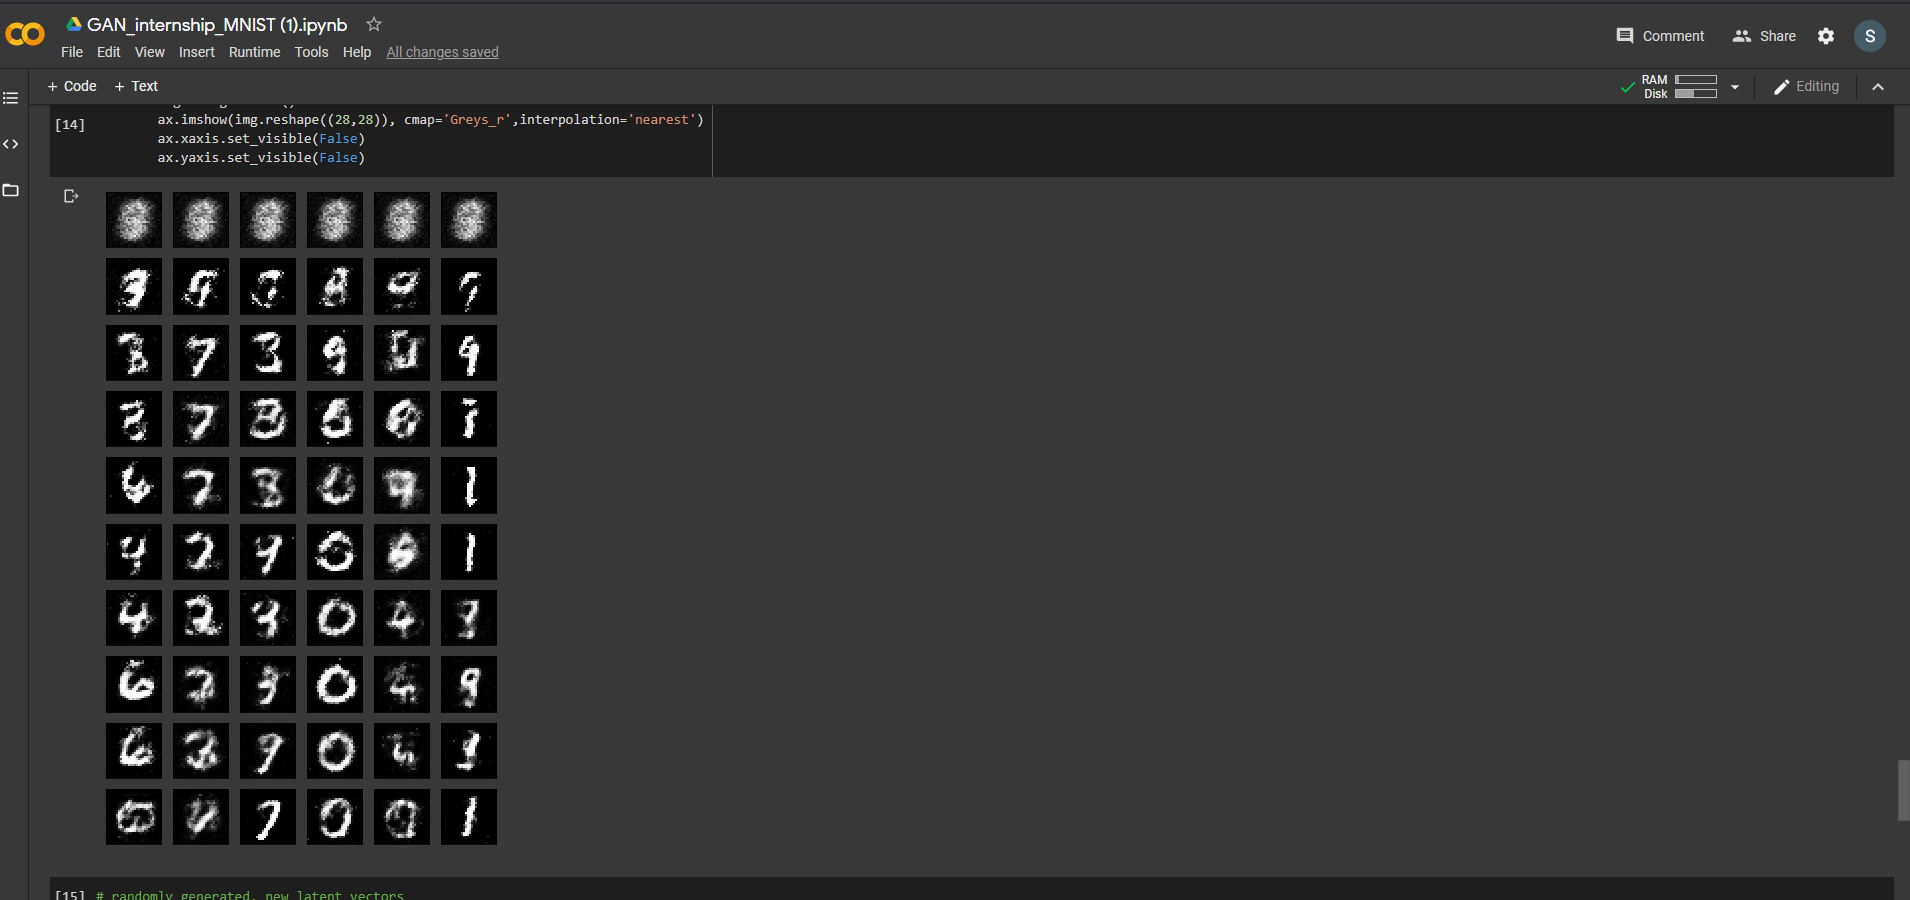 GAN_internship_MNIST (1).ipynb
File Edit View Insert Runtime Tools Help All changes saved
Comment Share S
+ Code + Text
RAM
Disk
Editing
[14]
ax.imshow(img.reshape((28,28)), cmap='Greys_r',interpolation='nearest')
ax.xaxis.set_visible(False)
ax.yaxis.set_visible(False)
[15] # randomly generated, new latent vectors